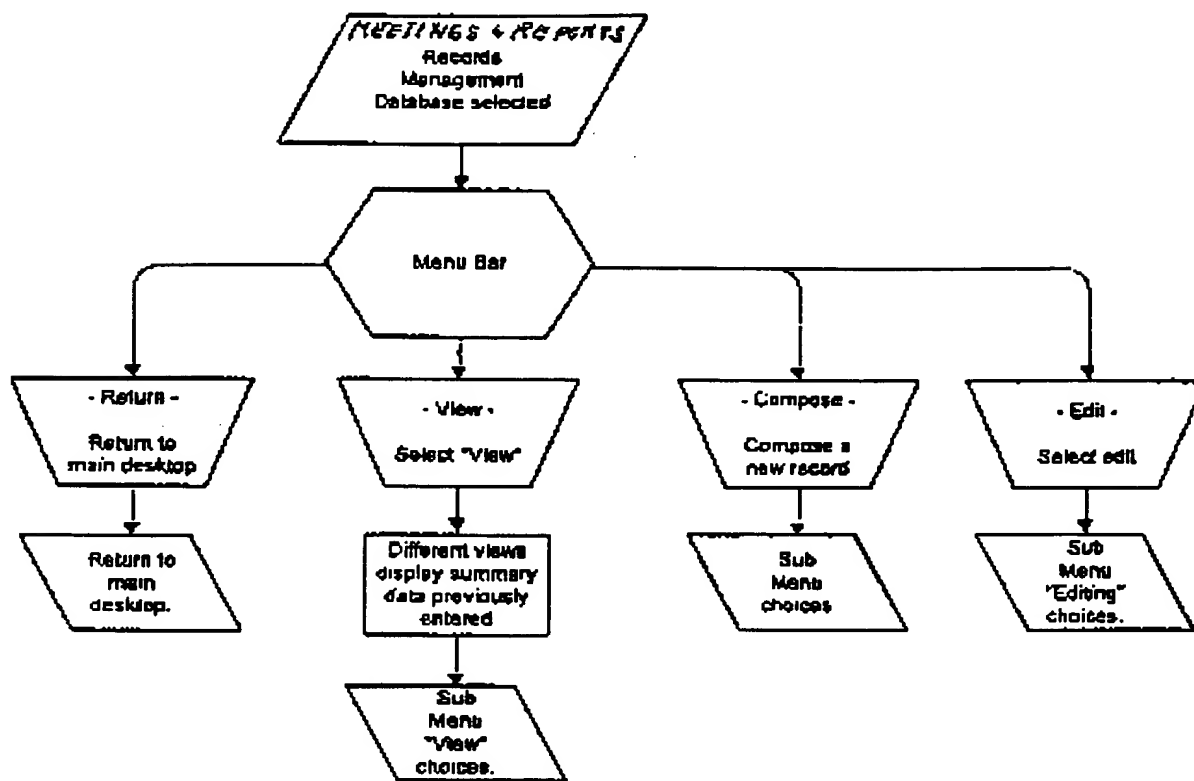 MEETINGS & REPORTS
Records
Management
Database selected
Menu Bar
- Return -
Return to
main desktop
- View -
Select "View"
- Compose -
Compose a
new record
- Edit -
Select edit
Return to
main
desktop.
Different views
display summary
data previously
entered
Sub
Menu
choices
Sub
Menu
"Editing"
choices.
Sub
Menu
"View"
choices.